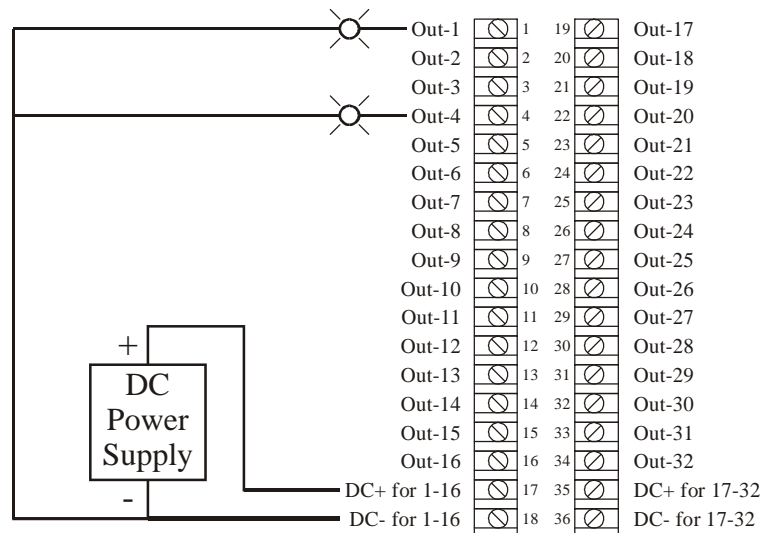 Out-1 1 19 Out-17
Out-2 2 20 Out-18
Out-3 3 21 Out-19
Out-4 4 22 Out-20
Out-5 5 23 Out-21
Out-6 6 24 Out-22
Out-7 7 25 Out-23
Out-8 8 26 Out-24
Out-9 9 27 Out-25
Out-10 10 28 Out-26
Out-11 11 29 Out-27
+ Out-12 12 30 Out-28
DC Out-13 13 31 Out-29
Power Out-14 14 32 Out-30
Supply Out-15 15 33 Out-31
Out-16 16 34 Out-32
- DC+ for 1-16 17 35 DC+ for 17-32
DC- for 1-16 18 36 DC- for 17-32